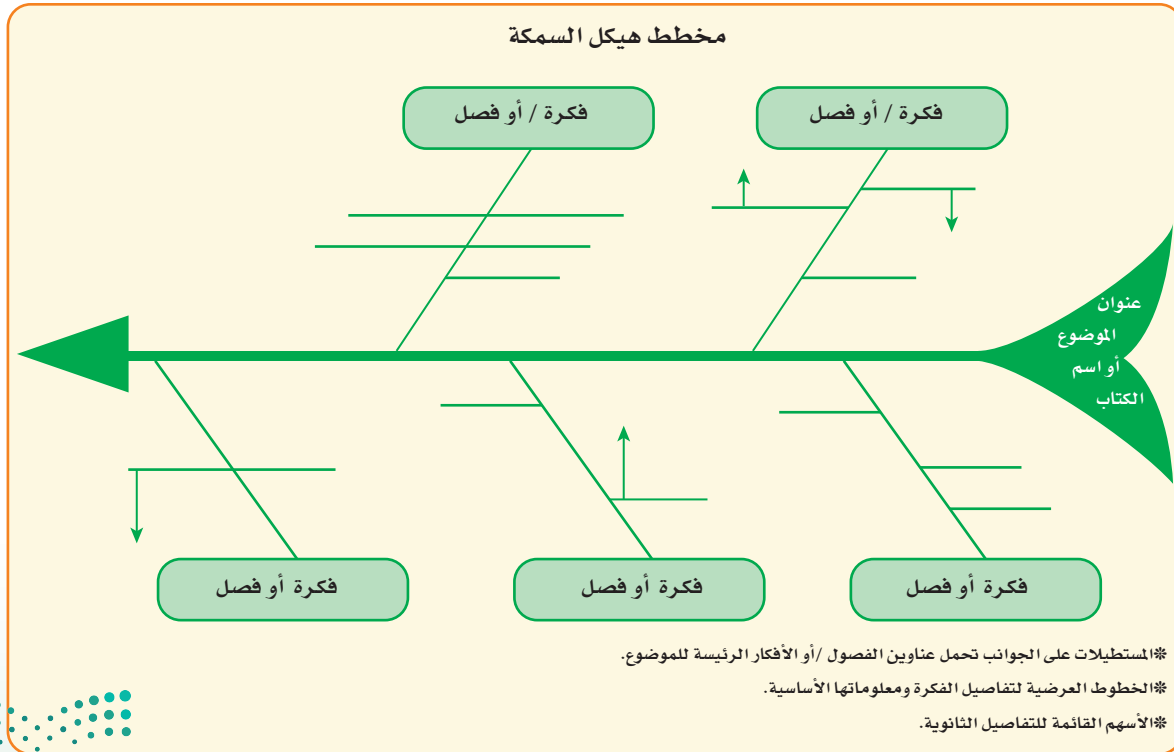 مخطط هيكل السمكة
فكرة / أو فصل
فكرة / أو فصل
عنوان
الموضوع
أو اسم
الكتاب
فكرة أو فصل
فكرة أو فصل
فكرة أو فصل
❊المستطيلات على الجوانب تحمل عناوين الفصول /أو الأفكار الرئيسة للموضوع.
❊الخطوط العرضية لتفاصيل الفكرة ومعلوماتها الأساسية.
❊الأسهم القائمة للتفاصيل الثانوية.